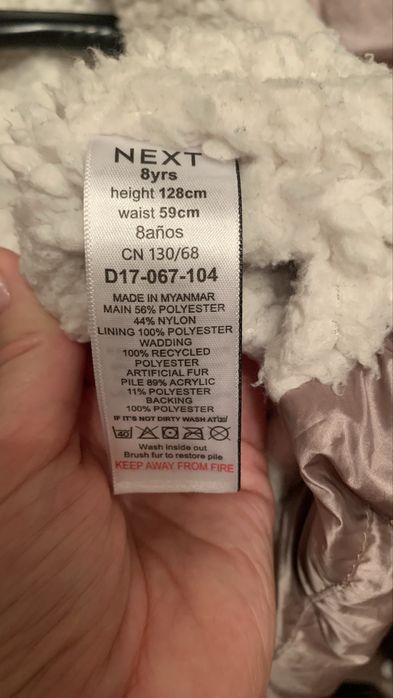 NEXT
8yrs
height 128cm
waist 59cm
8años
CN 130/68
D17-067-104
MADE IN MYANMAR
MAIN 56% POLYESTER
44% NYLON
LINING 100% POLYESTER
WADDING
100% RECYCLED
POLYESTER
ARTIFICIAL FUR
PILE 89% ACRYLIC
11% POLYESTER
BACKING
100% POLYESTER
IF IT'S NOT DIRTY WASH AT
40
Wash inside out
Brush fur to restore pile
KEEP AWAY FROM FIRE